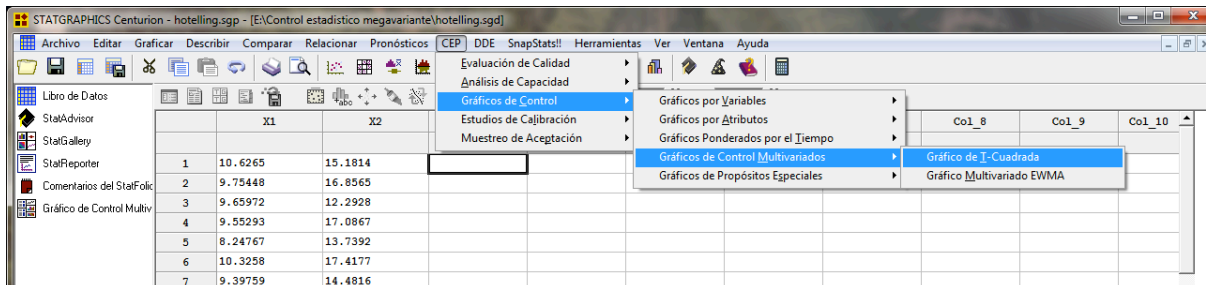 STATGRAPHICS Centurion - hotelling.sgp - [E:\Control estadistico megavariante\hotelling.sgd]
Archivo Editar Graficar Describir Comparar Relacionar Pronósticos CEP DDE SnapStats!! Herramientas Ver Ventana Ayuda
Evaluación de Calidad
Análisis de Capacidad
Gráficos de Control
Estudios de Calibración
Muestreo de Aceptación
Gráficos por Variables
Gráficos por Atributos
Gráficos Ponderados por el Tiempo
Gráficos de Control Multivariados
Gráficos de Propósitos Especiales
Gráfico de T-Cuadrada
Gráfico Multivariado EWMA
Libro de Datos
StatAdvisor
StatGallery
StatReporter
Comentarios del StatFolio
Gráfico de Control Multiv
X1 X2 Col_8 Col_9 Col_10
1 10.6265 15.1814
2 9.75448 16.8565
3 9.65972 12.2928
4 9.55293 17.0867
5 8.24767 13.7392
6 10.3258 17.4177
7 9.39759 14.4816